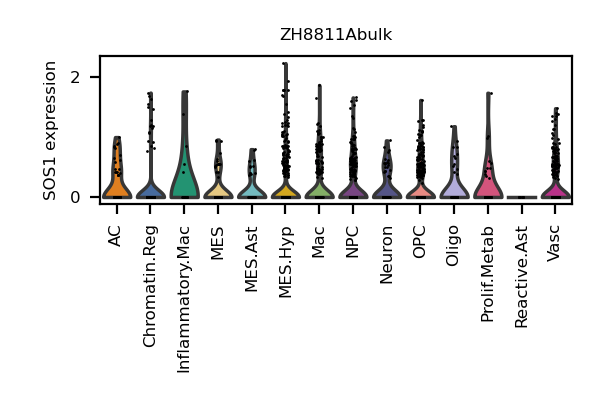 ZH8811Abulk
SOS1 expression
2
0
AC
Chromatin.Reg
Inflammatory.Mac
MES
MES.Ast
MES.Hyp
Mac
NPC
Neuron
OPC
Oligo
Prolif.Metab
Reactive.Ast
Vasc